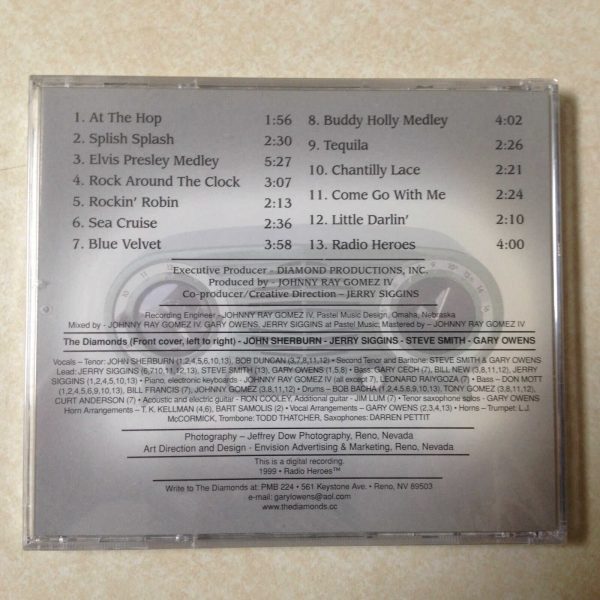 1. At The Hop 1:56
2. Splish Splash 2:30
3. Elvis Presley Medley 5:27
4. Rock Around The Clock 3:07
5. Rockin' Robin 2:13
6. Sea Cruise 2:36
7. Blue Velvet 3:58
8. Buddy Holly Medley 4:02
9. Tequila 2:26
10. Chantilly Lace 2:21
11. Come Go With Me 2:24
12. Little Darlin' 2:10
13. Radio Heroes 4:00
Executive Producer - DIAMOND PRODUCTIONS, INC.
Produced by - JOHNNY RAY GOMEZ IV
Co-producer/Creative Direction - JERRY SIGGINS
Recording Engineer - JOHNNY RAY GOMEZ IV, Pastel Music Design, Omaha, Nebraska
Mixed by - JOHNNY RAY GOMEZ IV, GARY OWENS, JERRY SIGGINS at Pastel Music; Mastered by - JOHNNY RAY GOMEZ IV
The Diamonds (Front cover, left to right) - JOHN SHERBURN - JERRY SIGGINS - STEVE SMITH - GARY OWENS
Vocals – Tenor: JOHN SHERBURN (1,2,4,5,6,10,13), BOB DUNCAN (3,7,8,11,12) • Second Tenor and Baritone: STEVE SMITH & GARY OWENS
Lead: JERRY SIGGINS (6,7,10,11,12,13), STEVE SMITH (13), GARY OWENS (1,5,8) • Bass: GARY CECH (7), BILL NEW (3,8,11,12), JERRY
SIGGINS (1,2,4,5,10,13) • Piano, electronic keyboards - JOHNNY RAY GOMEZ (all except 7), LEONARD RAIYGOZA (7) • Bass – DON MOTT
(1,2,4,5,6,9,10,13), BILL FRANCIS (7), JOHNNY GOMEZ (3,8,11,12) • Drums – BOB BACHA (1,2,4,5,6,9,10,13), TONY GOMEZ (3,8,11,12),
CURT ANDERSON (7) • Acoustic and electric guitar - RON COOLEY, Additional guitar - JIM LUM (7) • Tenor saxophone solos - GARY OWENS
Horn Arrangements – T. K. KELLMAN (4,6), BART SAMOLIS (2) • Vocal Arrangements – GARY OWENS (2,3,4,13) • Horns – Trumpet: L.J.
McCORMICK, Trombone: TODD THATCHER, Saxophones: DARREN PETTIT
Photography – Jeffrey Dow Photography, Reno, Nevada
Art Direction and Design - Envision Advertising & Marketing, Reno, Nevada
This is a digital recording.
1999 • Radio Heroes™
Write to The Diamonds at: PMB 224 • 561 Keystone Ave. • Reno, NV 89503
e-mail: garylowens@aol.com
www.thediamonds.cc